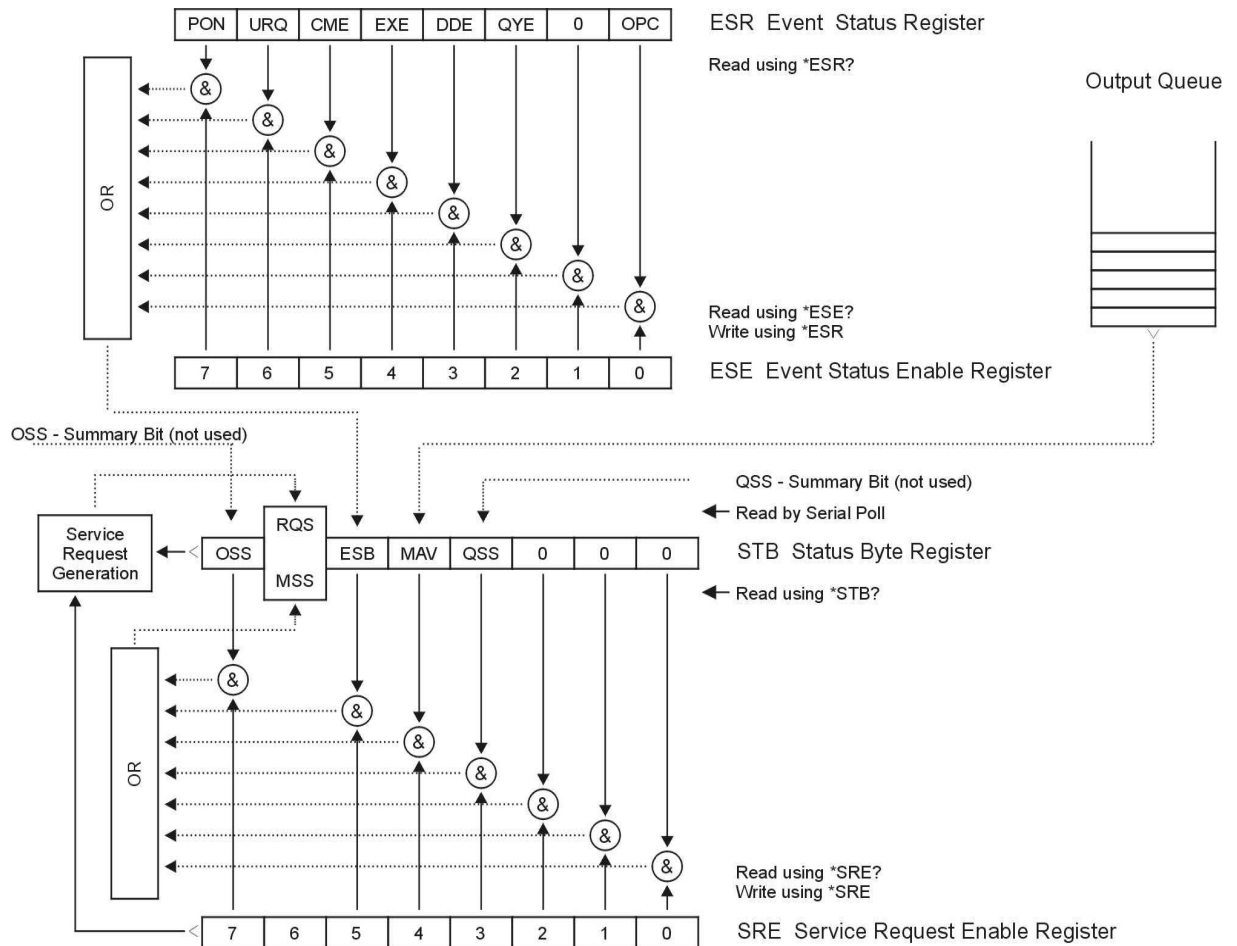 PON URQ CME EXE DDE QYE 0 OPC ESR Event Status Register
Read using *ESR?
Output Queue
&
&
&
&
&
&
&
&
OR
Read using *ESE?
Write using *ESR
7 6 5 4 3 2 1 0 ESE Event Status Enable Register
OSS - Summary Bit (not used)
QSS - Summary Bit (not used)
Read by Serial Poll
Service
Request
Generation
RQS
OSS ESB MAV QSS 0 0 0 STB Status Byte Register
MSS
Read using *STB?
&
&
&
&
&
&
&
OR
Read using *SRE?
Write using *SRE
7 6 5 4 3 2 1 0 SRE Service Request Enable Register